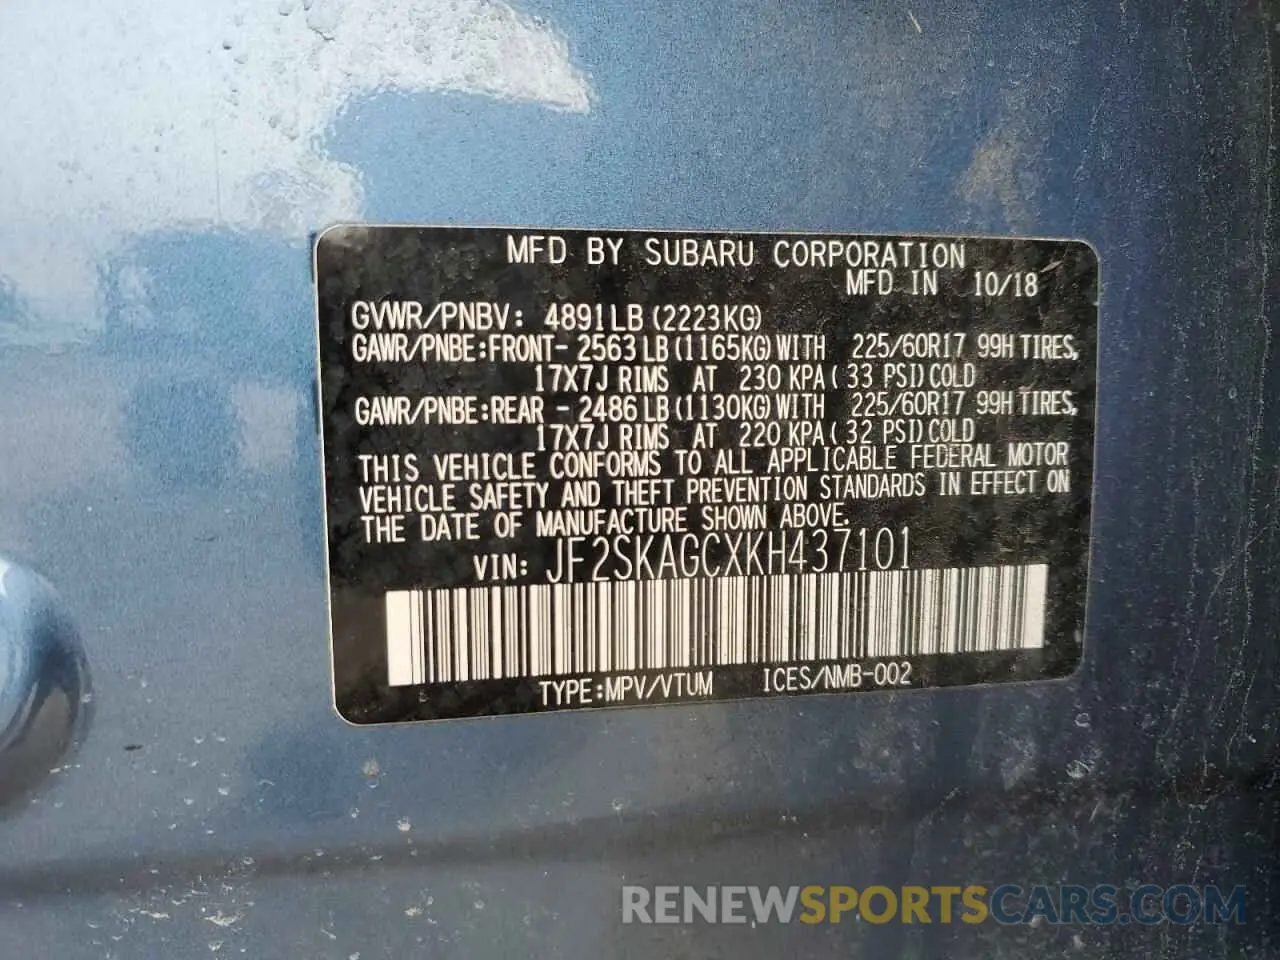 MFD BY SUBARU CORPORATION
MFD IN 10/18
GVWR/PNBV: 4891LB (2223KG)
GAWR/PNBE:FRONT- 2563 LB (1165KG) WITH 225/60R17 99H TIRES,
17X7J RIMS AT 230 KPA ( 33 PSI) COLD
GAWR/PNBE:REAR - 2486 LB (1130KG) WITH 225/60R17 99H TIRES,
17X7J RIMS AT 220 KPA ( 32 PSI) COLD
THIS VEHICLE CONFORMS TO ALL APPLICABLE FEDERAL MOTOR
VEHICLE SAFETY AND THEFT PREVENTION STANDARDS IN EFFECT ON
THE DATE OF MANUFACTURE SHOWN ABOVE.
VIN: JF2SKAGCXKH437101
TYPE:MPV/VTUM ICES/NMB-002
RENEWSPORTSCARS.COM